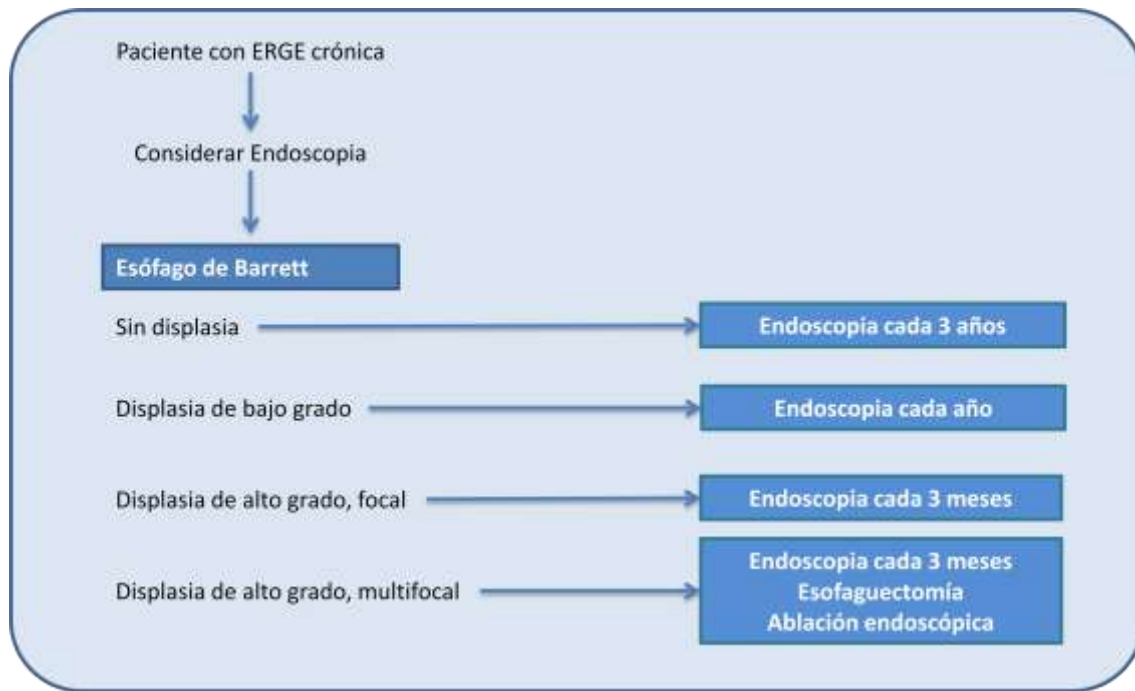 Paciente con ERGE crónica
Considerar Endoscopia
Esófago de Barrett
Sin displasia
Endoscopia cada 3 años
Displasia de bajo grado
Endoscopia cada año
Displasia de alto grado, focal
Endoscopia cada 3 meses
Displasia de alto grado, multifocal
Endoscopia cada 3 meses
Esofaguectomía
Ablación endoscópica